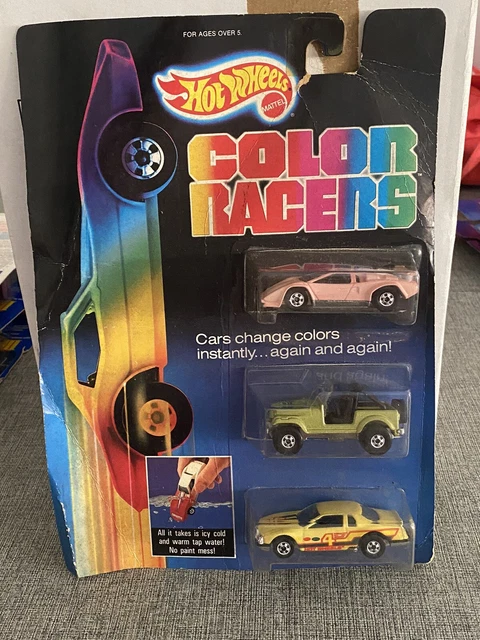 FOR AGES OVER 5.
HOT WHEELS
MATTEL
COLOR
RACERS
Cars change colors
instantly...again and again!
All it takes is icy cold
and warm tap water!
No paint mess!
4